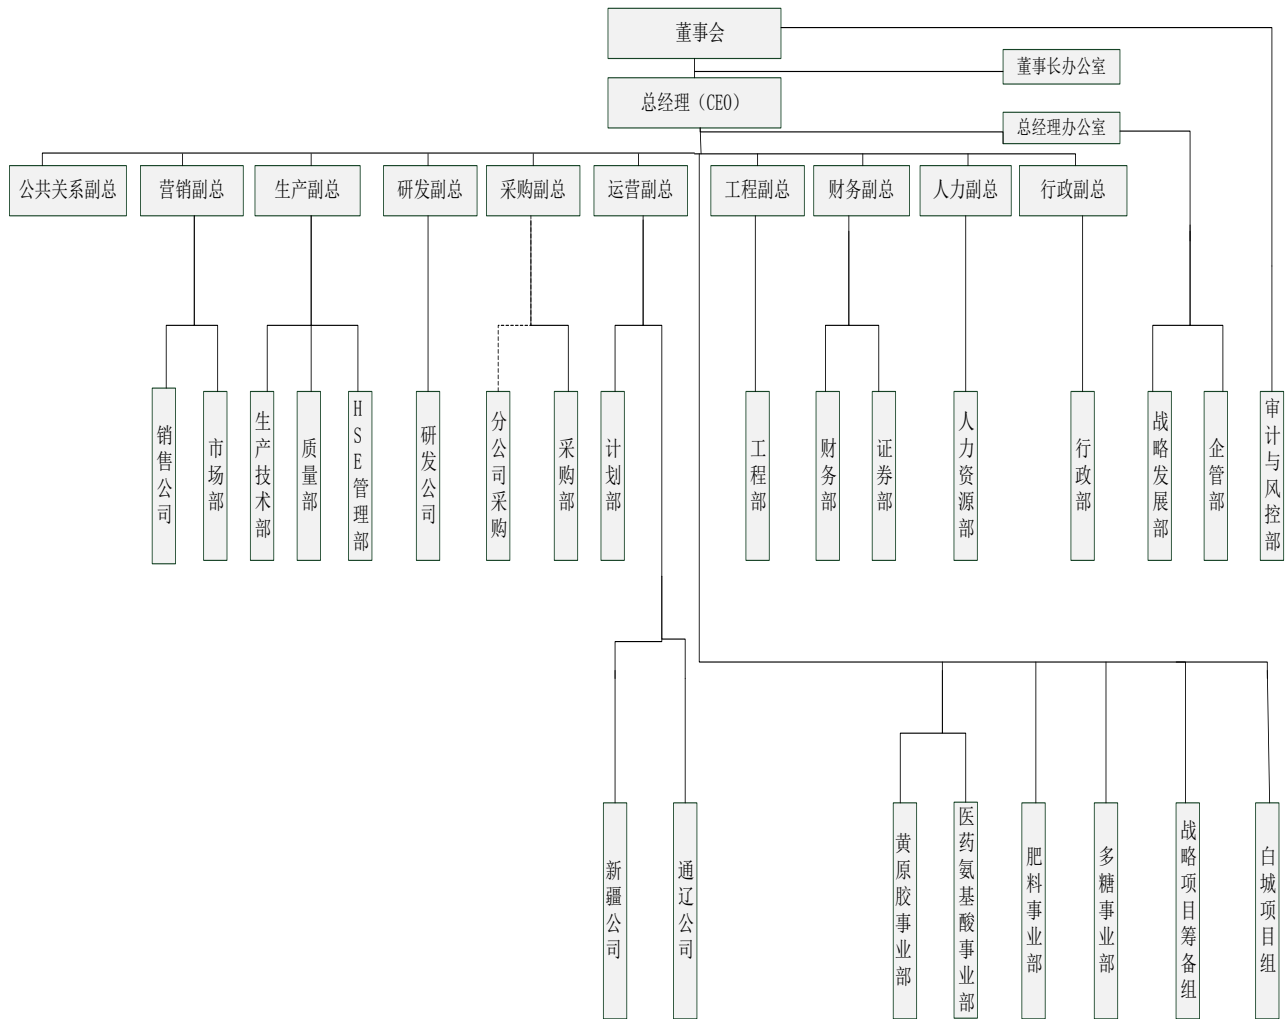 董事会
董事长办公室
总经理（CEO）
总经理办公室
公共关系副总
营销副总
生产副总
研发副总
采购副总
运营副总
工程副总
财务副总
人力副总
行政副总
销售公司
市场部
生产技术部
质量部
HSE管理部
研发公司
分公司采购
采购部
计划部
工程部
财务部
证券部
人力资源部
行政部
战略发展部
企管部
审计与风控部
新疆公司
通辽公司
黄原胶事业部
医药氨基酸事业部
肥料事业部
多糖事业部
战略项目筹备组
白城项目组